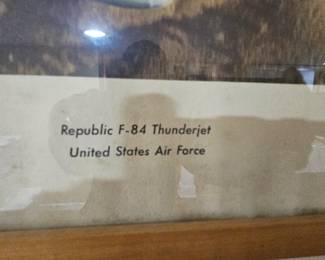 Republic F-84 Thunderjet
United States Air Force